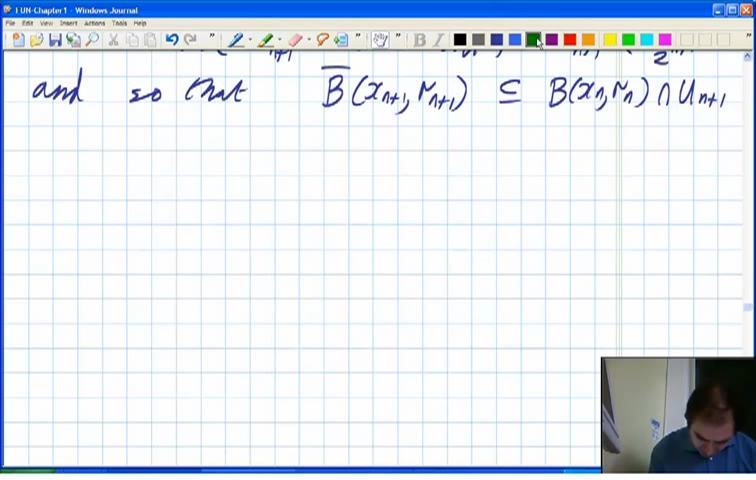 FUN-Chapter1 - Windows Journal
File Edit View Insert Actions Tools Help
B I
n+1
and so that B̅(xₙ₊₁, rₙ₊₁) ⊆ B(xₙ, rₙ) ∩ Uₙ₊₁